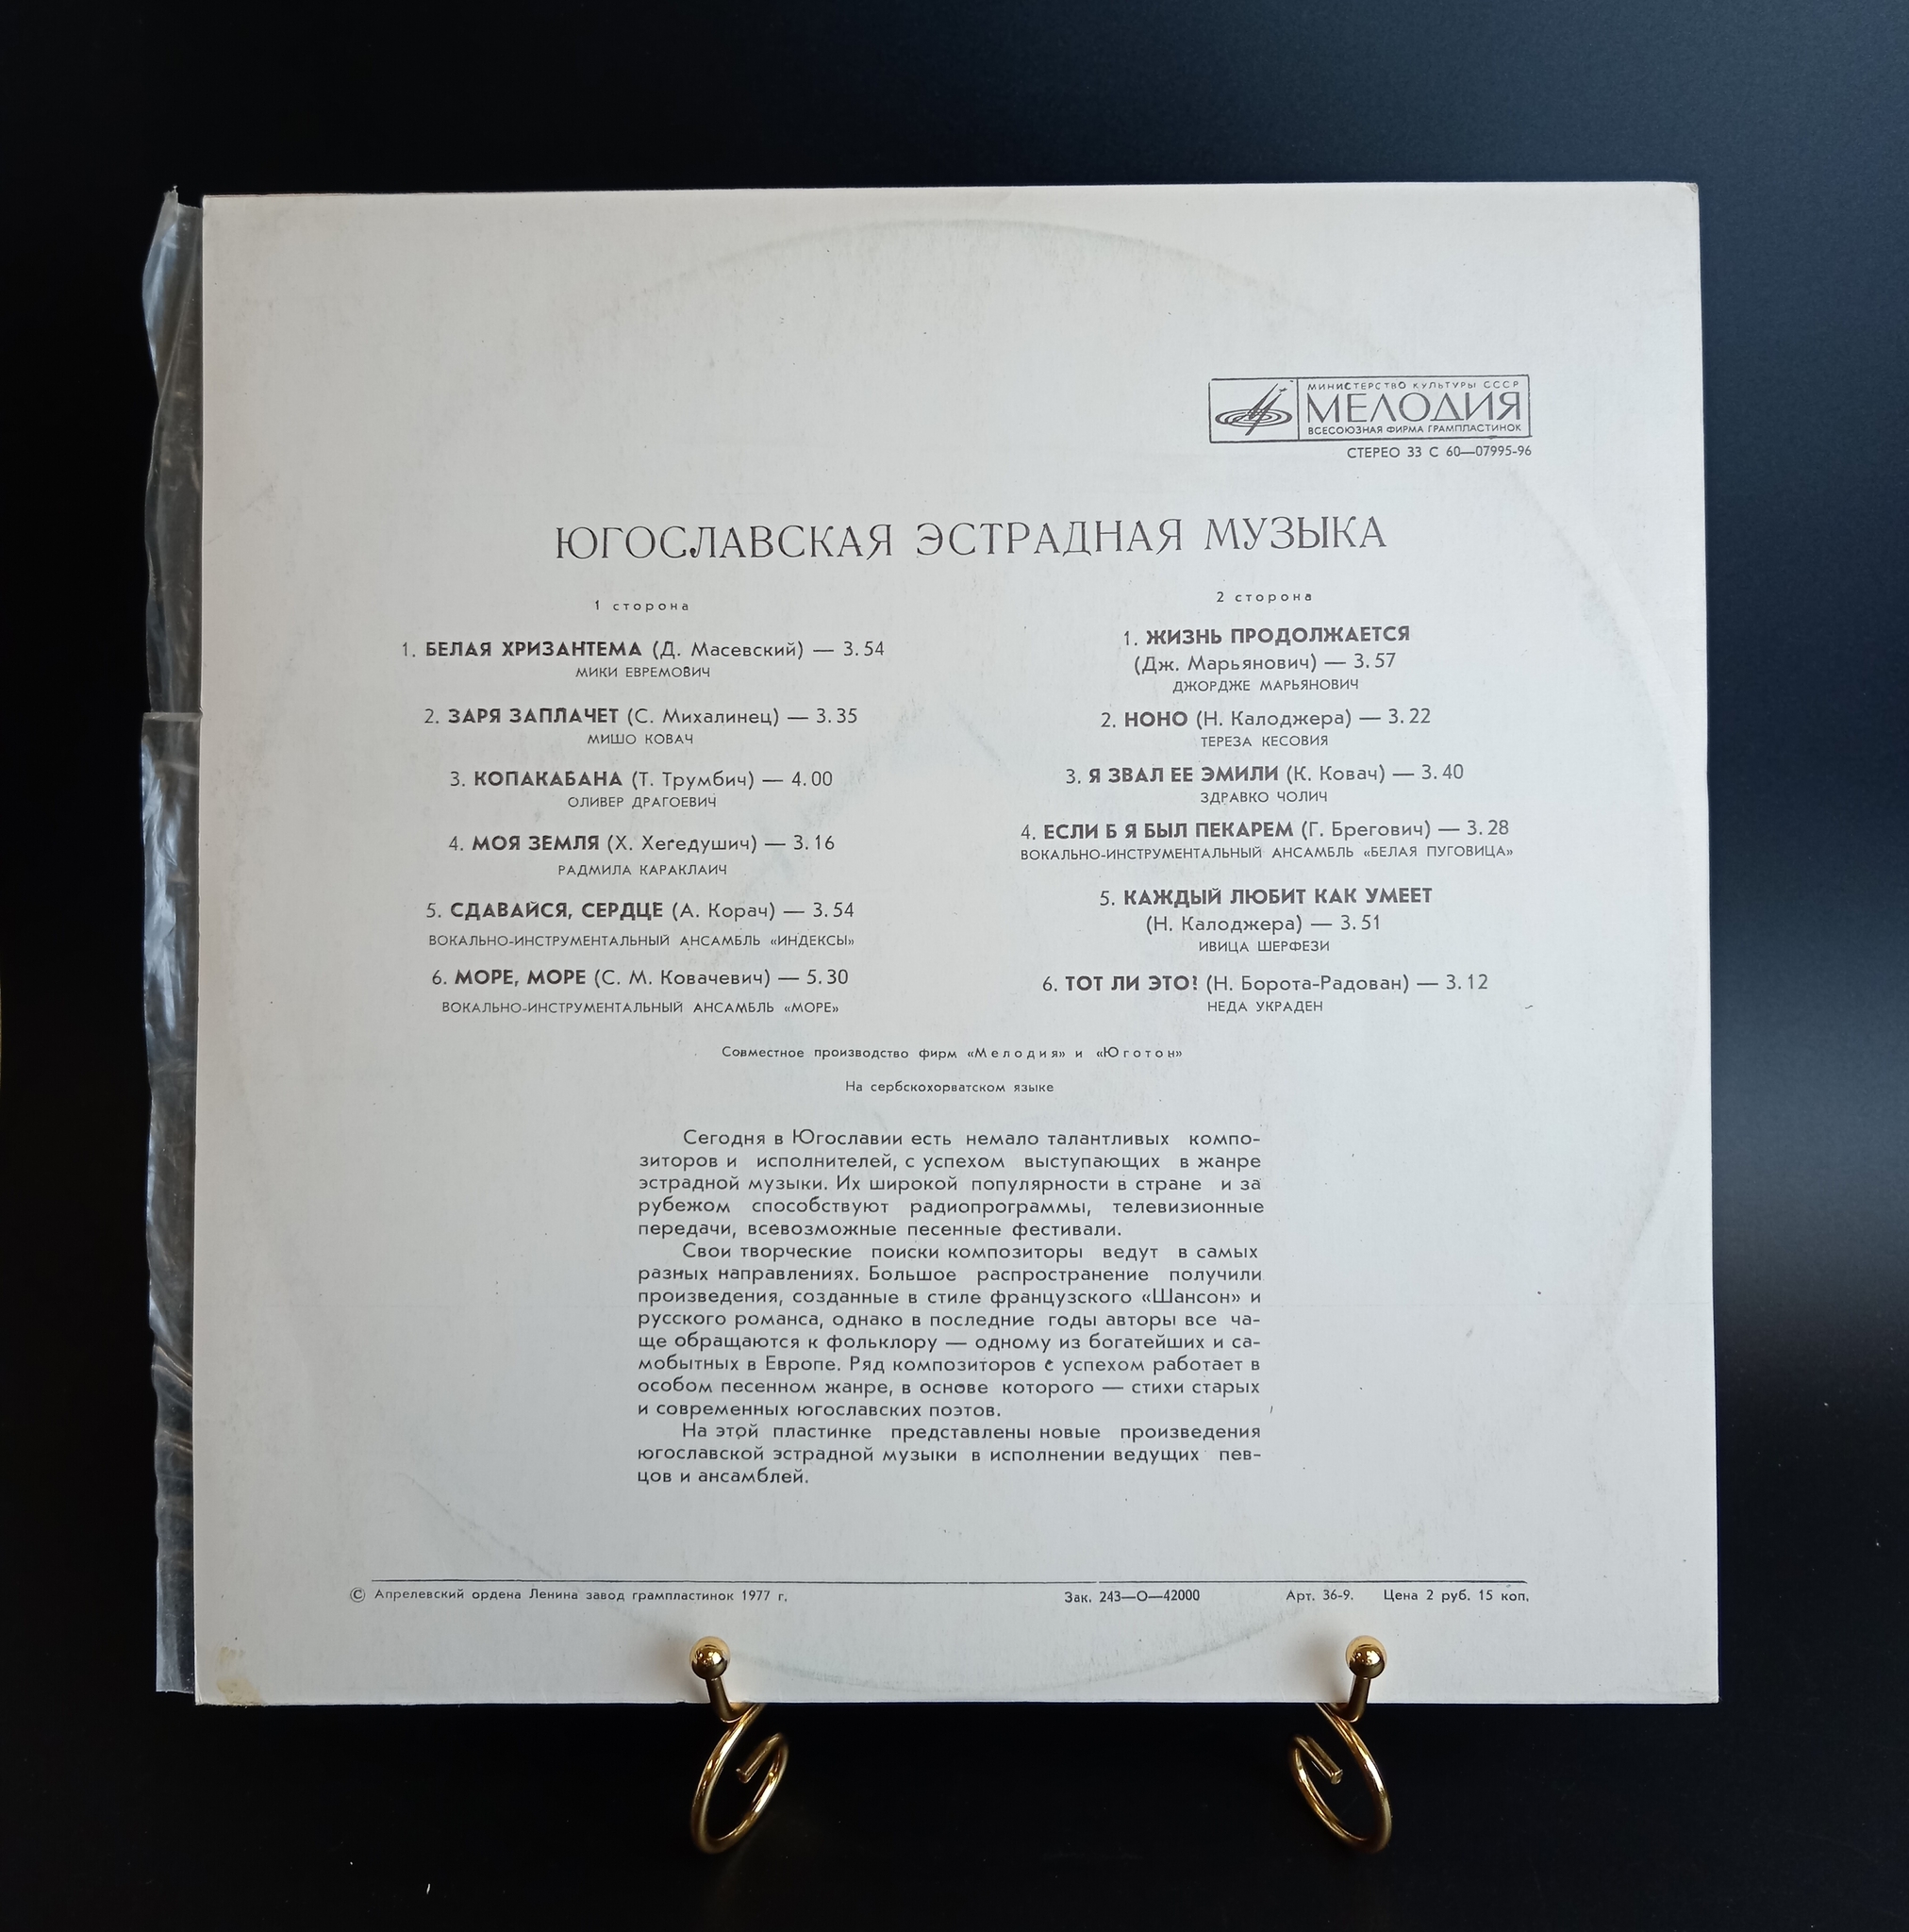 МИНИСТЕРСТВО КУЛЬТУРЫ СССР
МЕЛОДИЯ
ВСЕСОЮЗНАЯ ФИРМА ГРАМПЛАСТИНОК
СТЕРЕО 33 С 60—07995-96
ЮГОСЛАВСКАЯ ЭСТРАДНАЯ МУЗЫКА
1 сторона
1. БЕЛАЯ ХРИЗАНТЕМА (Д. Масевский) — 3.54
МИКИ ЕВРЕМОВИЧ
2. ЗАРЯ ЗАПЛАЧЕТ (С. Михалинец) — 3.35
МИШО КОВАЧ
3. КОПАКАБАНА (Т. Трумбич) — 4.00
ОЛИВЕР ДРАГОЕВИЧ
4. МОЯ ЗЕМЛЯ (Х. Хегедушич) — 3.16
РАДМИЛА КАРАКЛАИЧ
5. СДАВАЙСЯ, СЕРДЦЕ (А. Корач) — 3.54
ВОКАЛЬНО-ИНСТРУМЕНТАЛЬНЫЙ АНСАМБЛЬ «ИНДЕКСЫ»
6. МОРЕ, МОРЕ (С. М. Ковачевич) — 5.30
ВОКАЛЬНО-ИНСТРУМЕНТАЛЬНЫЙ АНСАМБЛЬ «МОРЕ»
2 сторона
1. ЖИЗНЬ ПРОДОЛЖАЕТСЯ
(Дж. Марьянович) — 3.57
ДЖОРДЖЕ МАРЬЯНОВИЧ
2. НОНО (Н. Калоджера) — 3.22
ТЕРЕЗА КЕСОВИЯ
3. Я ЗВАЛ ЕЕ ЭМИЛИ (К. Ковач) — 3.40
ЗДРАВКО ЧОЛИЧ
4. ЕСЛИ Б Я БЫЛ ПЕКАРЕМ (Г. Брегович) — 3.28
ВОКАЛЬНО-ИНСТРУМЕНТАЛЬНЫЙ АНСАМБЛЬ «БЕЛАЯ ПУГОВИЦА»
5. КАЖДЫЙ ЛЮБИТ КАК УМЕЕТ
(Н. Калоджера) — 3.51
ИВИЦА ШЕРФЕЗИ
6. ТОТ ЛИ ЭТО? (Н. Борота-Радован) — 3.12
НЕДА УКРАДЕН
Совместное производство фирм «Мелодия» и «Юготон»
На сербскохорватском языке
Сегодня в Югославии есть немало талантливых компо-
зиторов и исполнителей, с успехом выступающих в жанре
эстрадной музыки. Их широкой популярности в стране и за
рубежом способствуют радиопрограммы, телевизионные
передачи, всевозможные песенные фестивали.
Свои творческие поиски композиторы ведут в самых
разных направлениях. Большое распространение получили
произведения, созданные в стиле французского «Шансон» и
русского романса, однако в последние годы авторы все ча-
ще обращаются к фольклору — одному из богатейших и са-
мобытных в Европе. Ряд композиторов с успехом работает в
особом песенном жанре, в основе которого — стихи старых
и современных югославских поэтов.
На этой пластинке представлены новые произведения
югославской эстрадной музыки в исполнении ведущих пев-
цов и ансамблей.
© Апрелевский ордена Ленина завод грампластинок 1977 г. Зак. 243—О—42000 Арт. 36-9. Цена 2 руб. 15 коп.